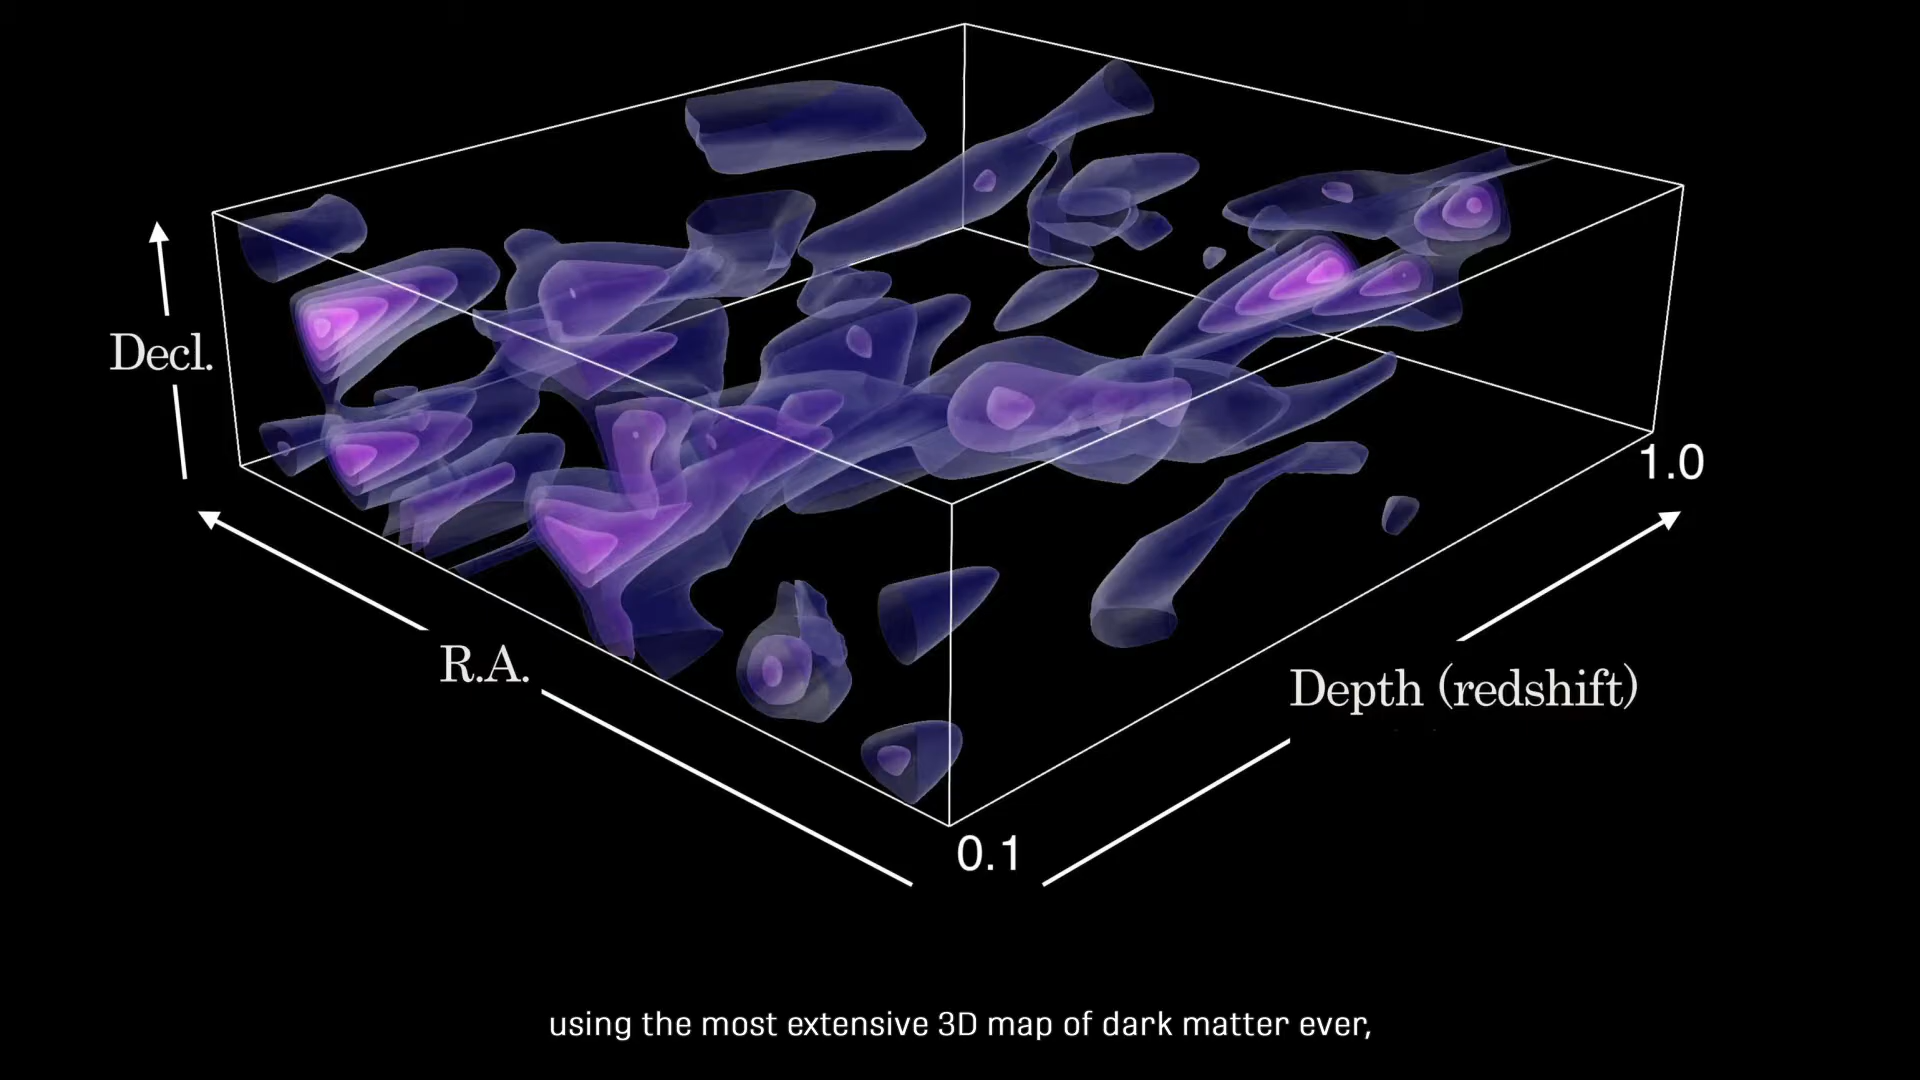 Decl.
1.0
R.A.
Depth (redshift)
0.1
using the most extensive 3D map of dark matter ever,